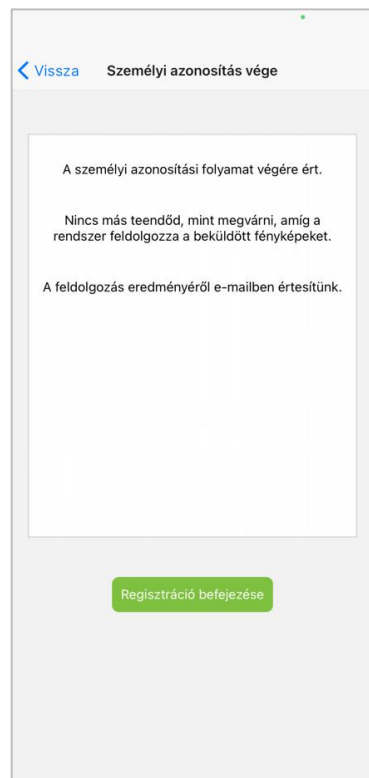 Vissza
Személyi azonosítás vége
A személyi azonosítási folyamat végére ért.
Nincs más teendőd, mint megvárni, amíg a
rendszer feldolgozza a beküldött fényképeket.
A feldolgozás eredményéről e-mailben értesítünk.
Regisztráció befejezése